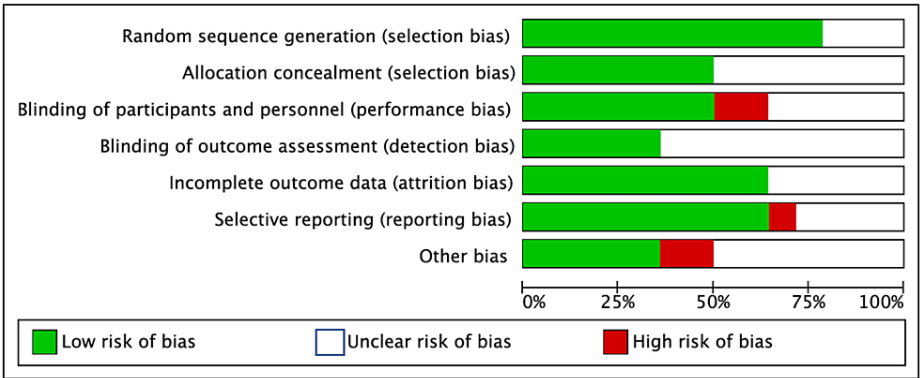 Random sequence generation (selection bias)
Allocation concealment (selection bias)
Blinding of participants and personnel (performance bias)
Blinding of outcome assessment (detection bias)
Incomplete outcome data (attrition bias)
Selective reporting (reporting bias)
Other bias
0% 25% 50% 75% 100%
Low risk of bias Unclear risk of bias High risk of bias